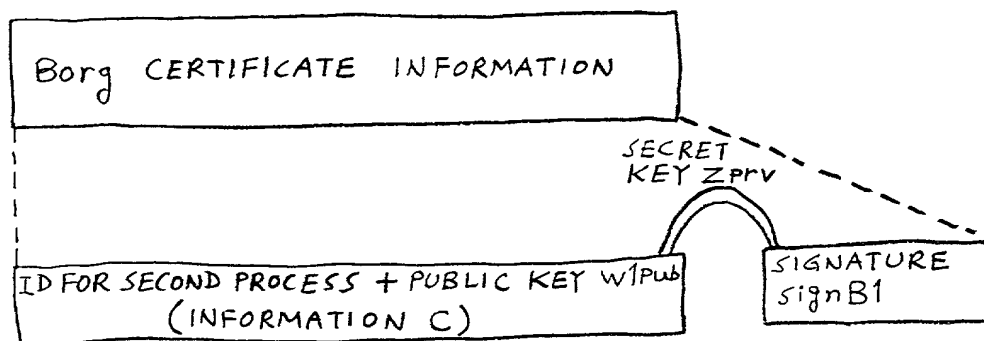 Borg CERTIFICATE INFORMATION
SECRET
KEY Zprv
ID FOR SECOND PROCESS + PUBLIC KEY W1Pub
(INFORMATION C)
SIGNATURE
signB1